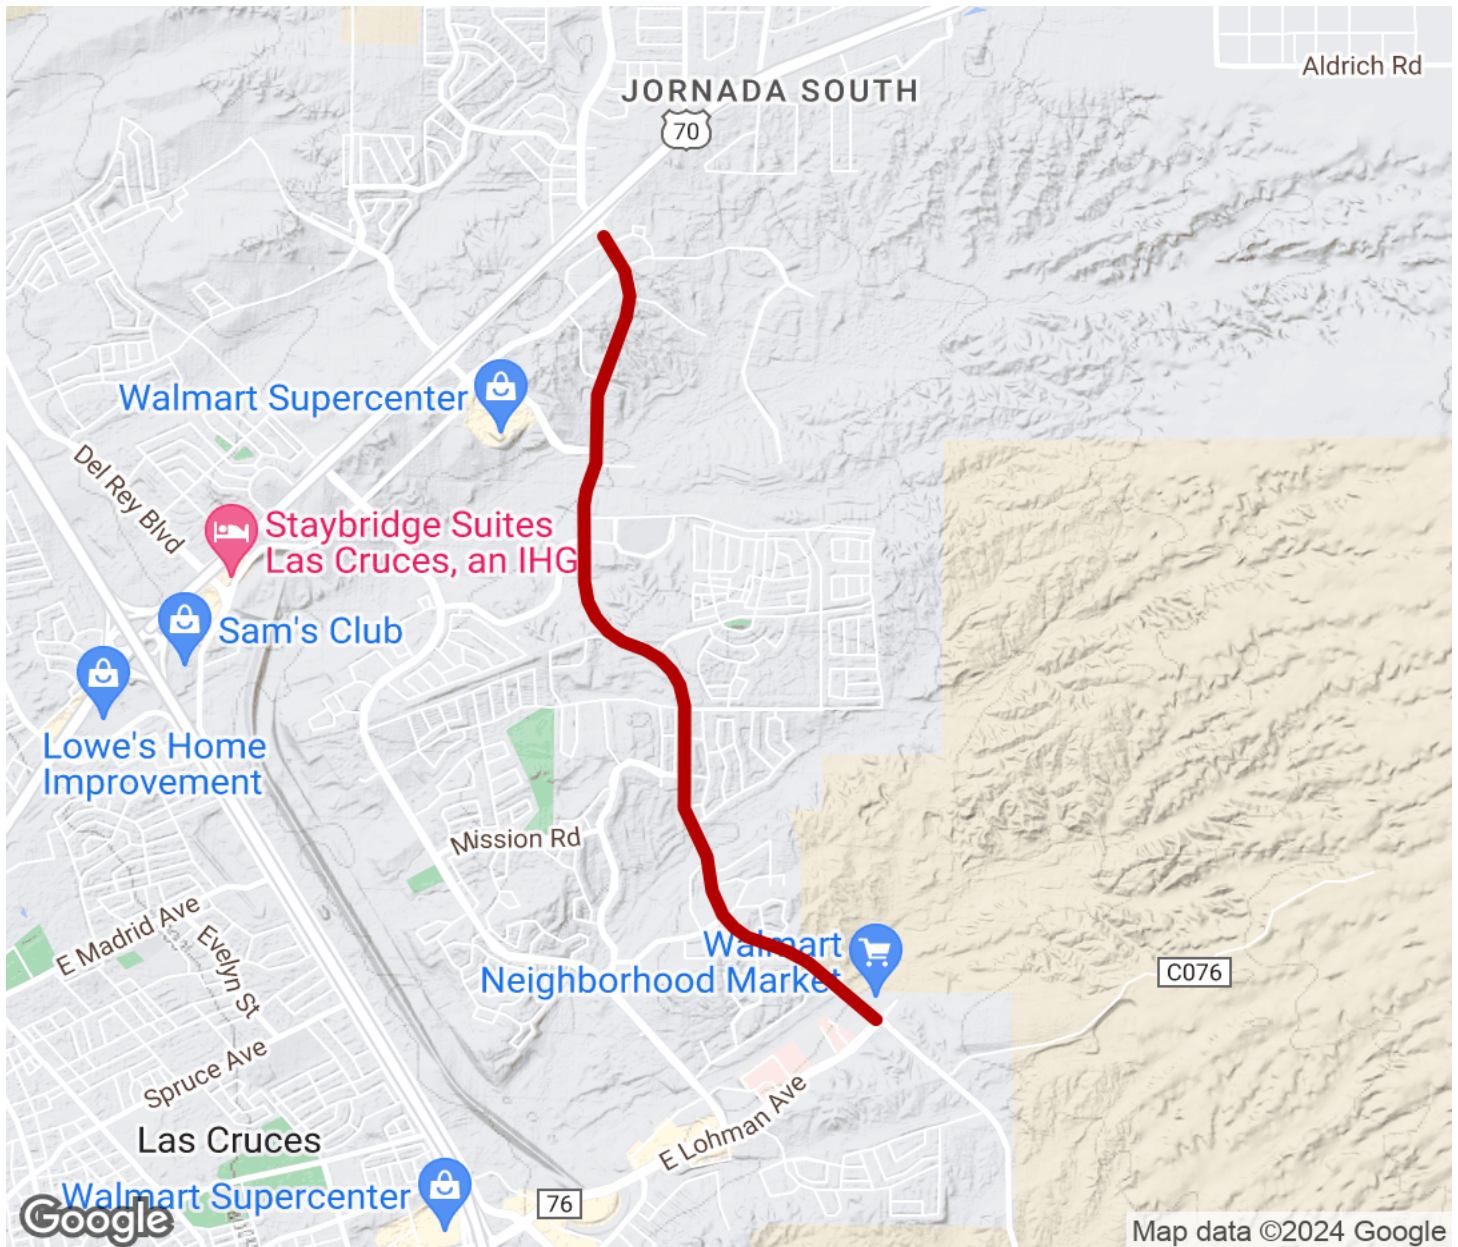 JORNADA SOUTH
Aldrich Rd
70
Walmart Supercenter
Del Rey Blvd
Staybridge Suites
Las Cruces, an IHG
Sam's Club
Lowe's Home
Improvement
Mission Rd
E Madrid Ave
Evelyn St
Walmart
Neighborhood Market
C076
Spruce Ave
E Lohman Ave
Las Cruces
Walmart Supercenter
76
Google
Map data ©2024 Google